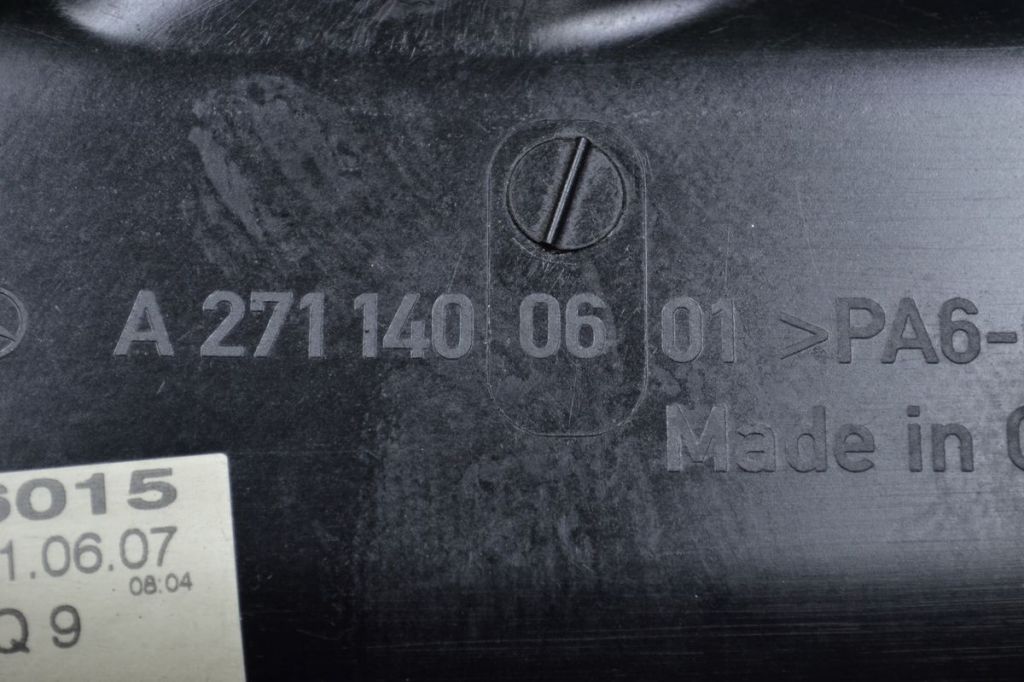 A 271 140 06 01 >PA6-
Made in
6015
1.06.07
08:04
Q 9